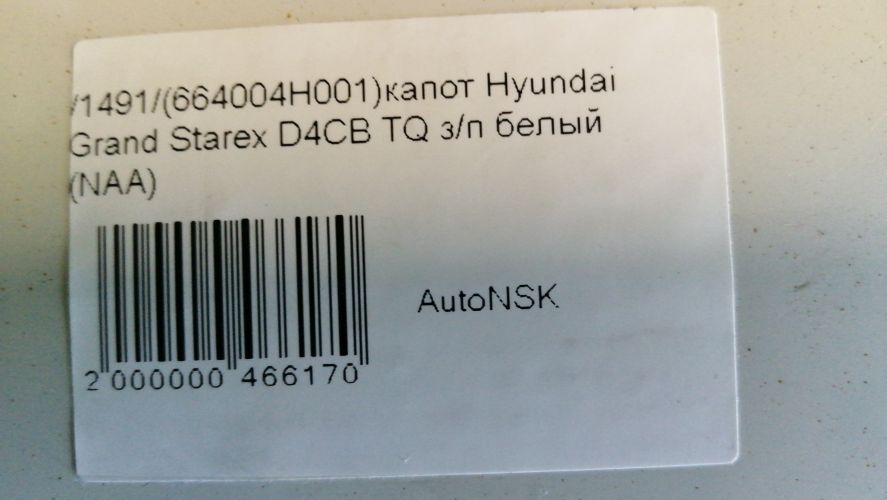 /1491/(664004H001)капот Hyundai
Grand Starex D4CB TQ з/п белый
(NAA)
AutoNSK
2 000000 466170